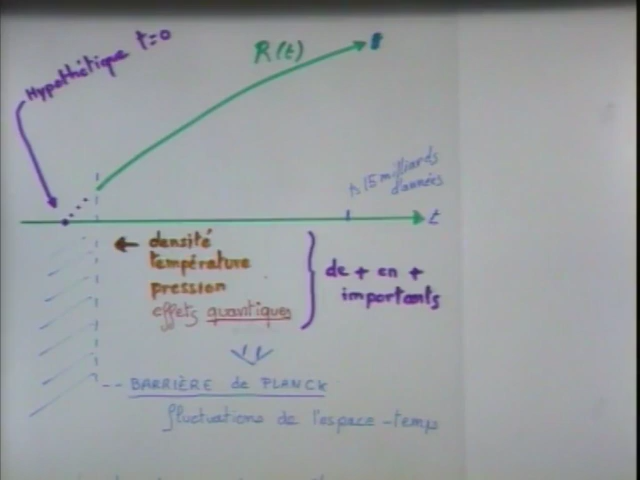 Hypothétique t=0
R(t)
15 milliards
d'années
t
← densité
température
pression
effets quantiques
de + en +
importants
-- BARRIÈRE de PLANCK
fluctuations de l'espace-temps